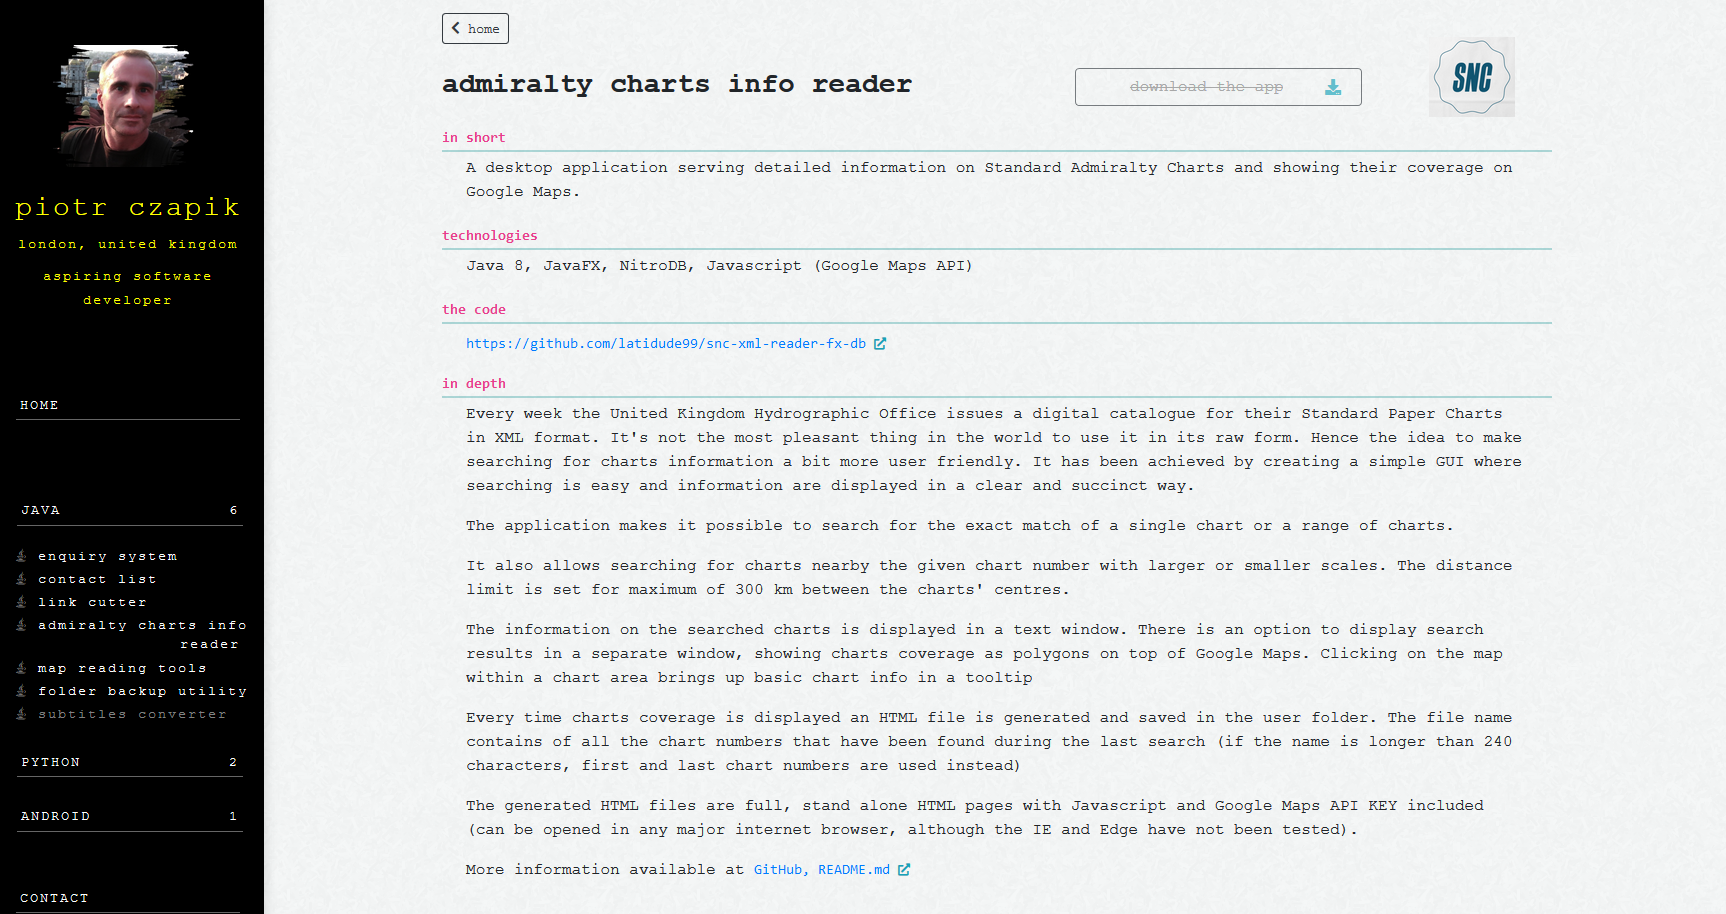 piotr czapik
london, united kingdom
aspiring software
developer
HOME
JAVA 6
enquiry system
contact list
link cutter
admiralty charts info
reader
map reading tools
folder backup utility
subtitles converter
PYTHON 2
ANDROID 1
CONTACT
home
admiralty charts info reader
download the app
SNC
in short
A desktop application serving detailed information on Standard Admiralty Charts and showing their coverage on
Google Maps.
technologies
Java 8, JavaFX, NitroDB, Javascript (Google Maps API)
the code
https://github.com/latidude99/snc-xml-reader-fx-db
in depth
Every week the United Kingdom Hydrographic Office issues a digital catalogue for their Standard Paper Charts
in XML format. It's not the most pleasant thing in the world to use it in its raw form. Hence the idea to make
searching for charts information a bit more user friendly. It has been achieved by creating a simple GUI where
searching is easy and information are displayed in a clear and succinct way.
The application makes it possible to search for the exact match of a single chart or a range of charts.
It also allows searching for charts nearby the given chart number with larger or smaller scales. The distance
limit is set for maximum of 300 km between the charts' centres.
The information on the searched charts is displayed in a text window. There is an option to display search
results in a separate window, showing charts coverage as polygons on top of Google Maps. Clicking on the map
within a chart area brings up basic chart info in a tooltip
Every time charts coverage is displayed an HTML file is generated and saved in the user folder. The file name
contains of all the chart numbers that have been found during the last search (if the name is longer than 240
characters, first and last chart numbers are used instead)
The generated HTML files are full, stand alone HTML pages with Javascript and Google Maps API KEY included
(can be opened in any major internet browser, although the IE and Edge have not been tested).
More information available at GitHub, README.md